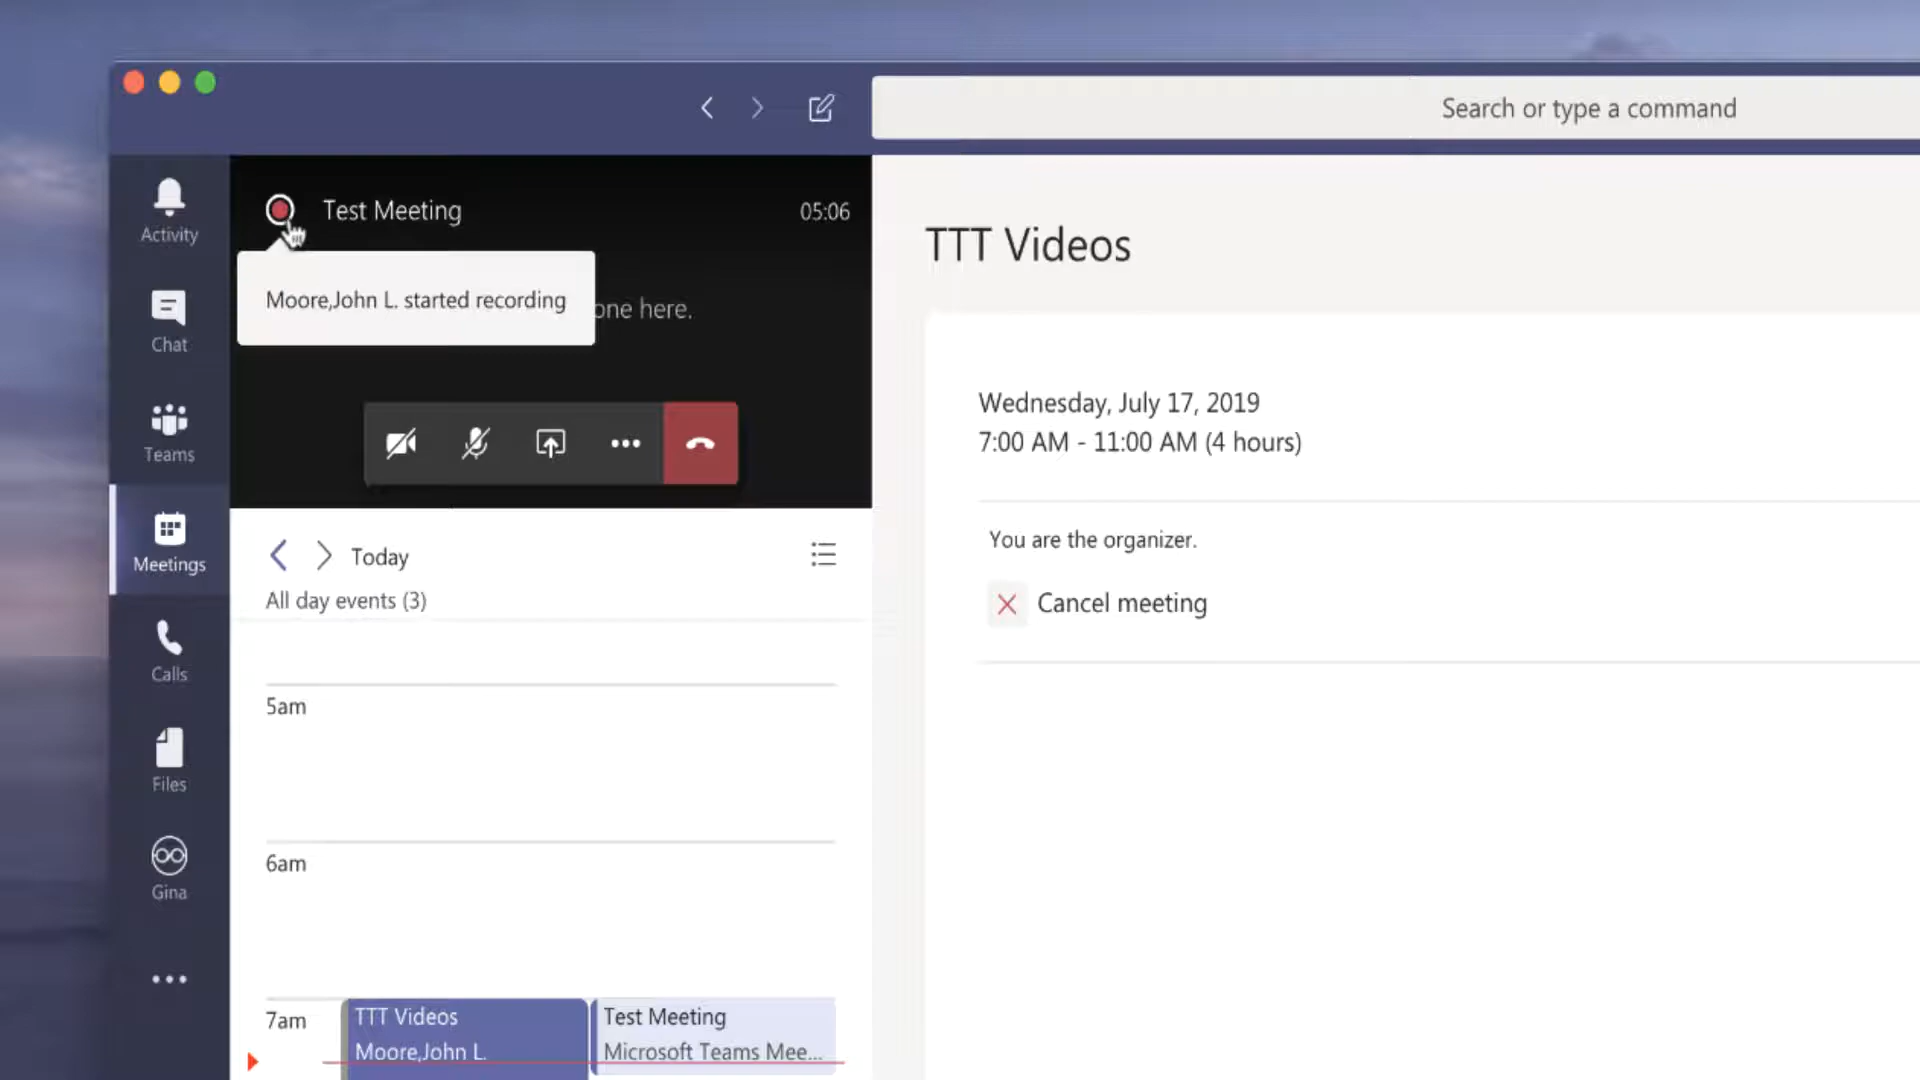 Search or type a command
Activity
Chat
Teams
Meetings
Calls
Files
Gina
Test Meeting
05:06
Moore,John L. started recording
one here.
Today
All day events (3)
5am
6am
7am
TTT Videos
Moore,John L.
Test Meeting
Microsoft Teams Mee...
TTT Videos
Wednesday, July 17, 2019
7:00 AM - 11:00 AM (4 hours)
You are the organizer.
Cancel meeting